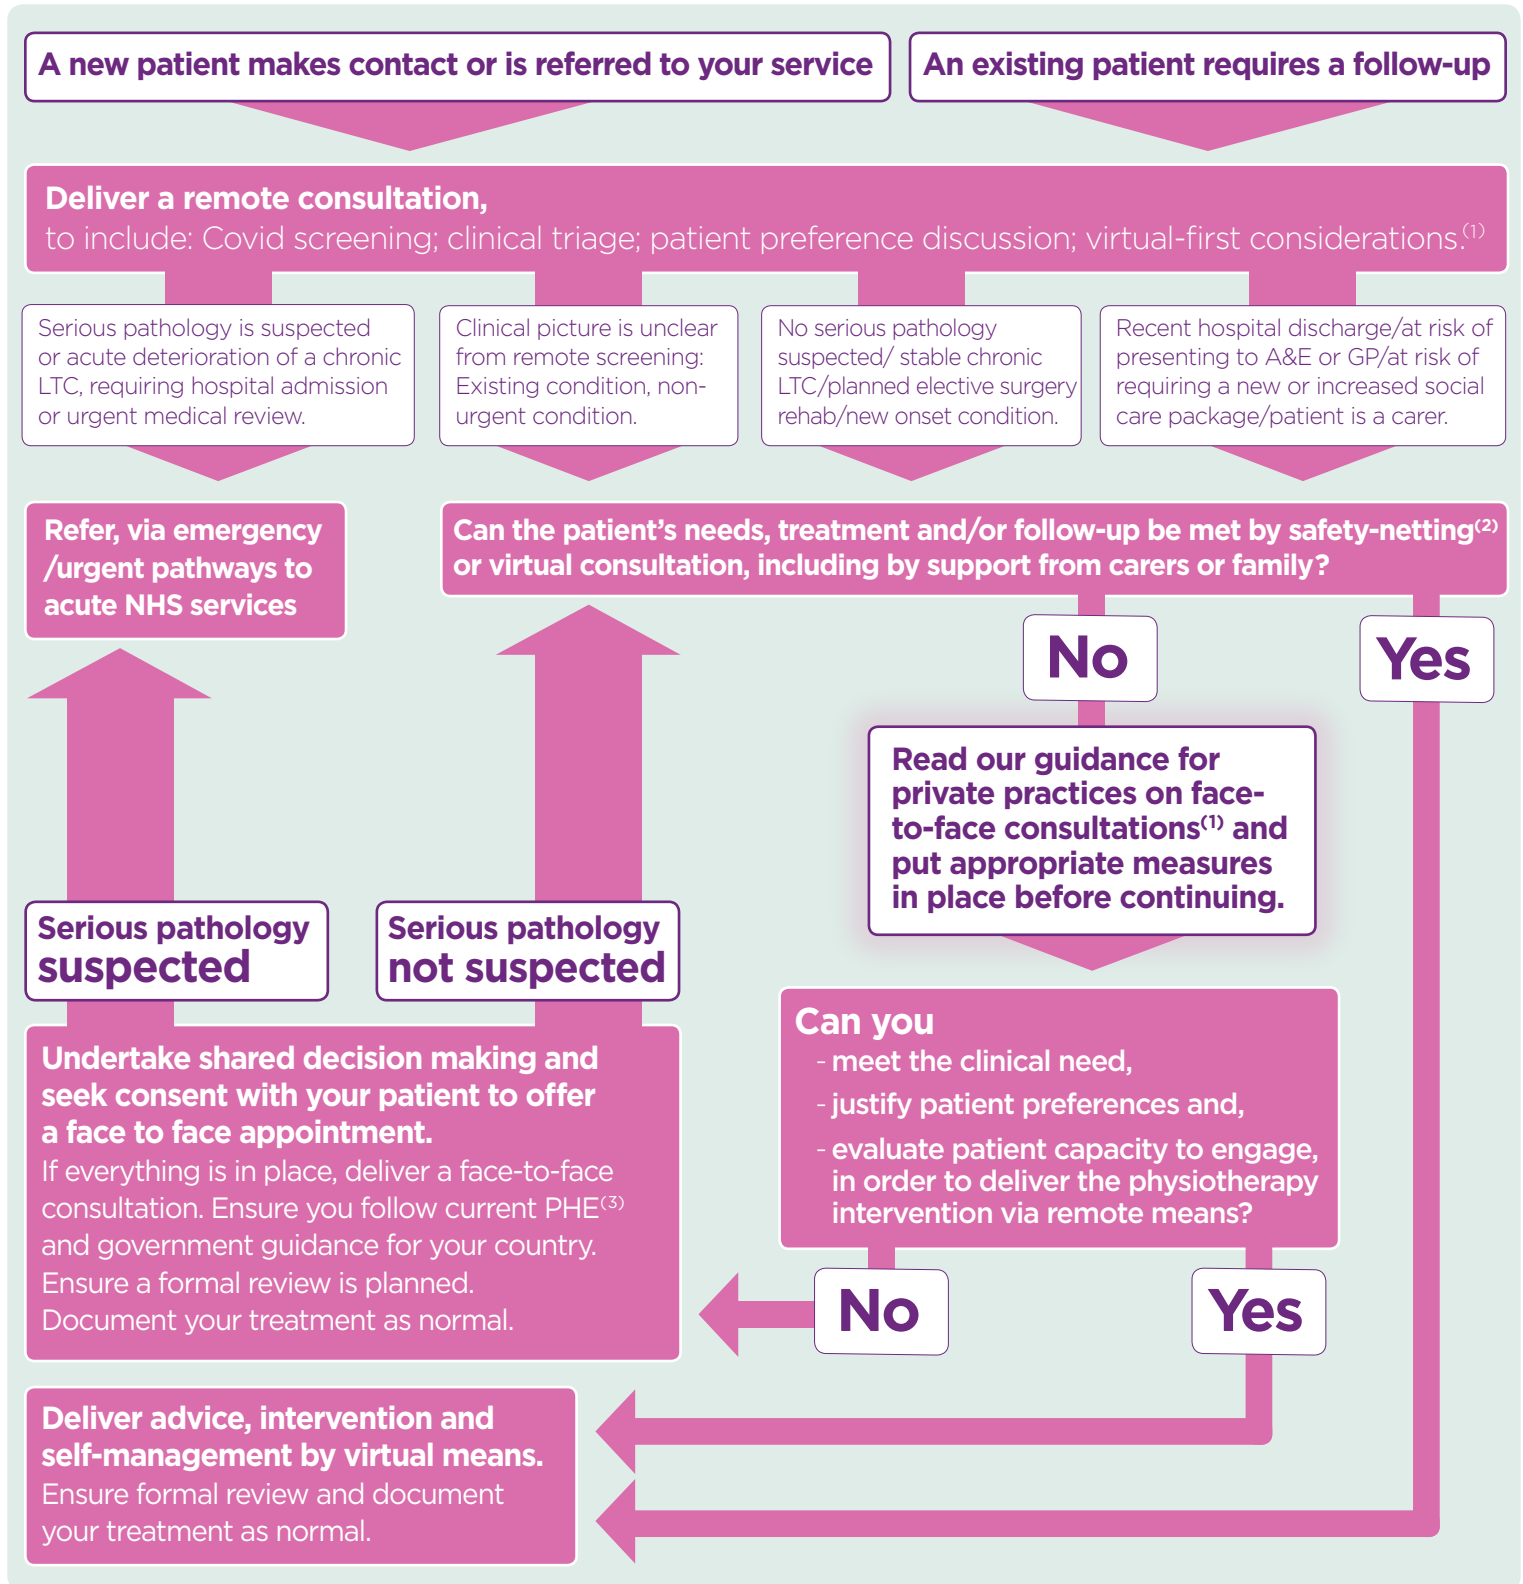 A new patient makes contact or is referred to your service
An existing patient requires a follow-up
Deliver a remote consultation,
to include: Covid screening; clinical triage; patient preference discussion; virtual-first considerations.(1)
Serious pathology is suspected
or acute deterioration of a chronic
LTC, requiring hospital admission
or urgent medical review.
Clinical picture is unclear
from remote screening:
Existing condition, non-
urgent condition.
No serious pathology
suspected/ stable chronic
LTC/planned elective surgery
rehab/new onset condition.
Recent hospital discharge/at risk of
presenting to A&E or GP/at risk of
requiring a new or increased social
care package/patient is a carer.
Refer, via emergency
/urgent pathways to
acute NHS services
Can the patient's needs, treatment and/or follow-up be met by safety-netting(2)
or virtual consultation, including by support from carers or family?
No
Yes
Read our guidance for
private practices on face-
to-face consultations(1) and
put appropriate measures
in place before continuing.
Serious pathology
suspected
Serious pathology
not suspected
Can you
- meet the clinical need,
- justify patient preferences and,
- evaluate patient capacity to engage,
in order to deliver the physiotherapy
intervention via remote means?
Undertake shared decision making and
seek consent with your patient to offer
a face to face appointment.
If everything is in place, deliver a face-to-face
consultation. Ensure you follow current PHE(3)
and government guidance for your country.
Ensure a formal review is planned.
Document your treatment as normal.
No
Yes
Deliver advice, intervention and
self-management by virtual means.
Ensure formal review and document
your treatment as normal.